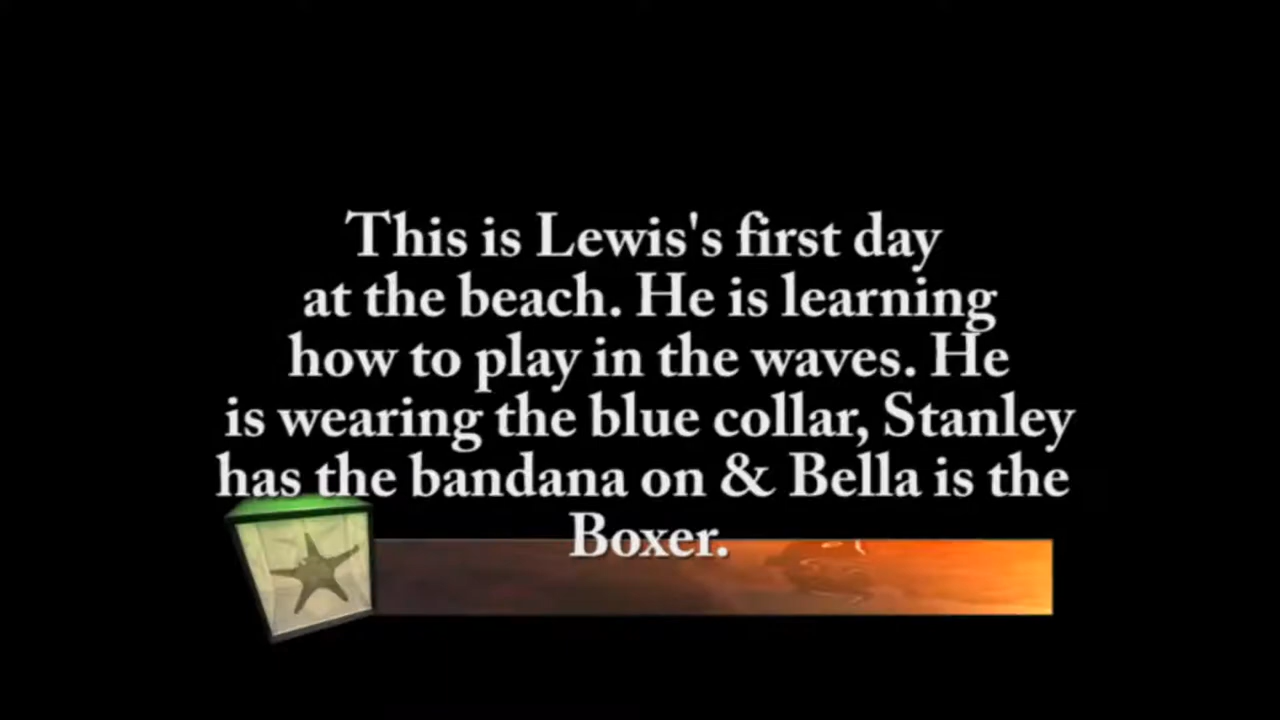 This is Lewis's first day
at the beach. He is learning
how to play in the waves. He
is wearing the blue collar, Stanley
has the bandana on & Bella is the
Boxer.